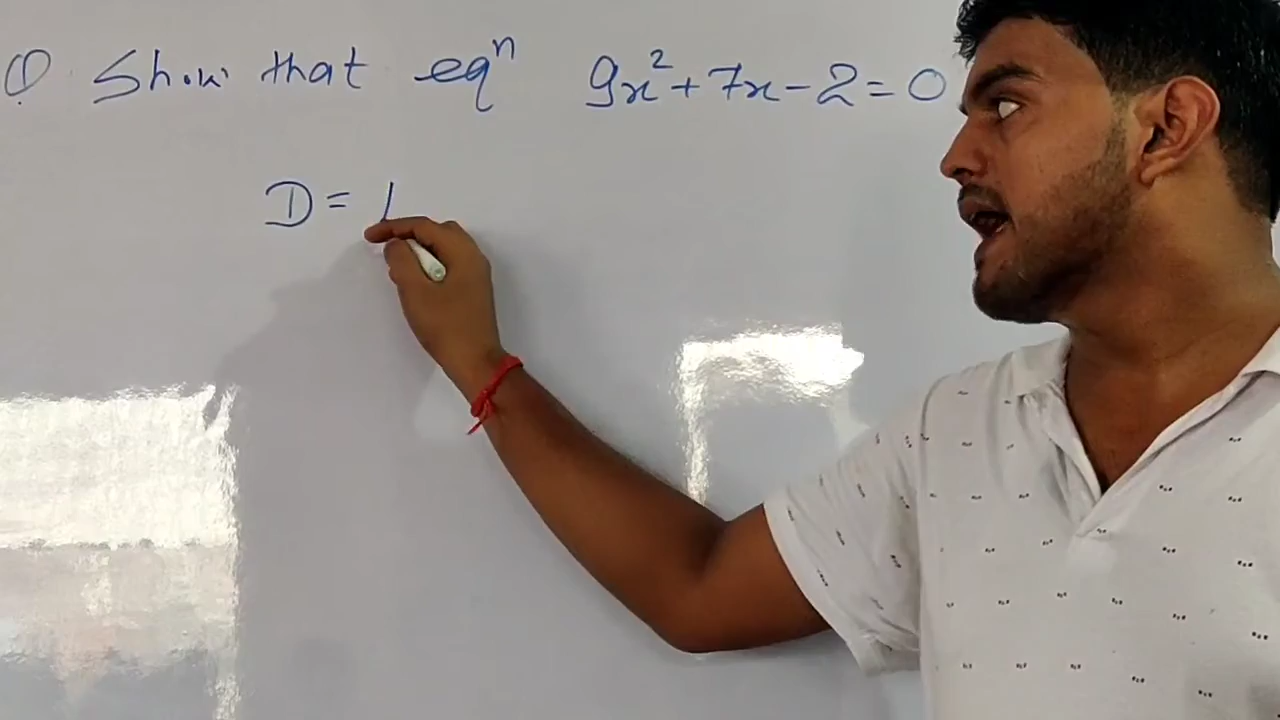 ① Show that eqⁿ 9x² + 7x - 2 = 0
D =